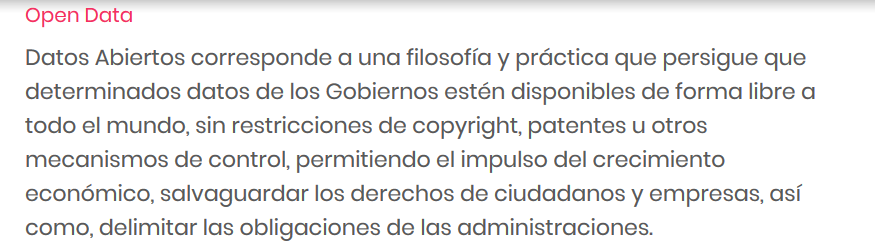 Open Data
Datos Abiertos corresponde a una filosofía y práctica que persigue que
determinados datos de los Gobiernos estén disponibles de forma libre a
todo el mundo, sin restricciones de copyright, patentes u otros
mecanismos de control, permitiendo el impulso del crecimiento
económico, salvaguardar los derechos de ciudadanos y empresas, así
como, delimitar las obligaciones de las administraciones.